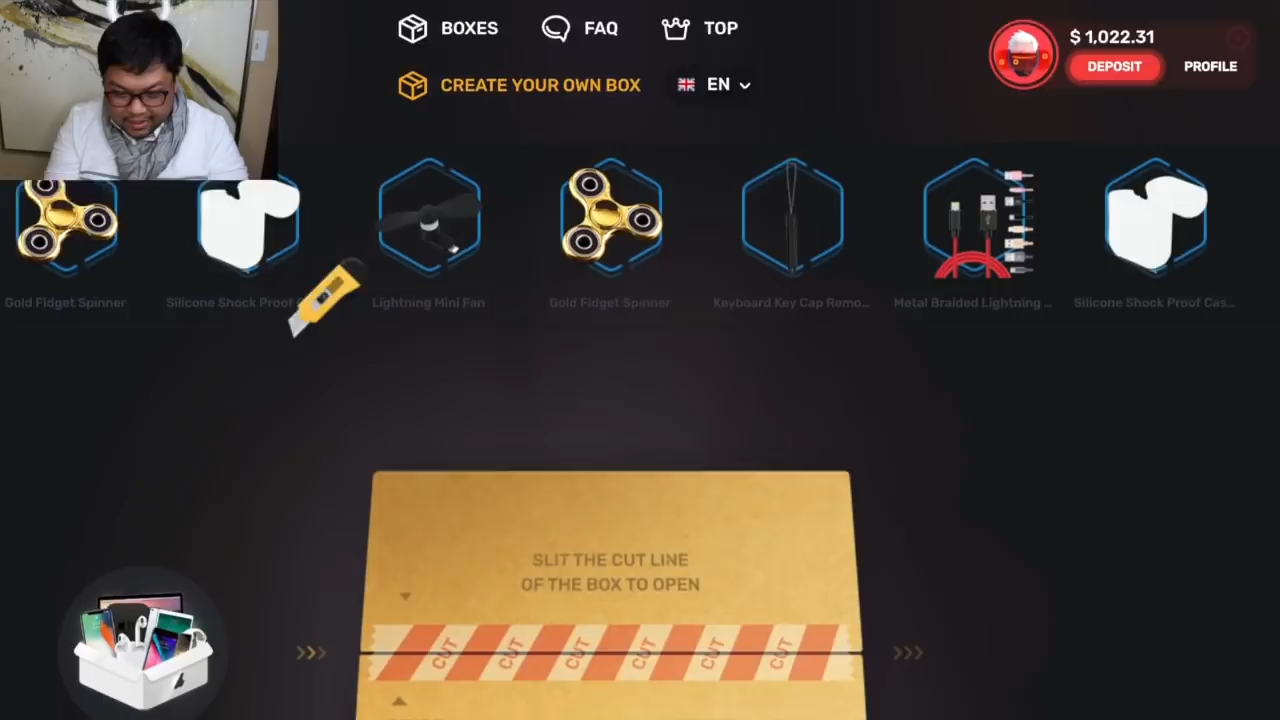 BOXES
FAQ
TOP
$ 1,022.31
DEPOSIT
PROFILE
CREATE YOUR OWN BOX
EN
Gold Fidget Spinner
Silicone Shock Proof
Lightning Mini Fan
Gold Fidget Spinner
Keyboard Key Cap Remo...
Metal Braided Lightning ...
Silicone Shock Proof Cas...
SLIT THE CUT LINE
OF THE BOX TO OPEN
CUT CUT CUT CUT CUT CUT